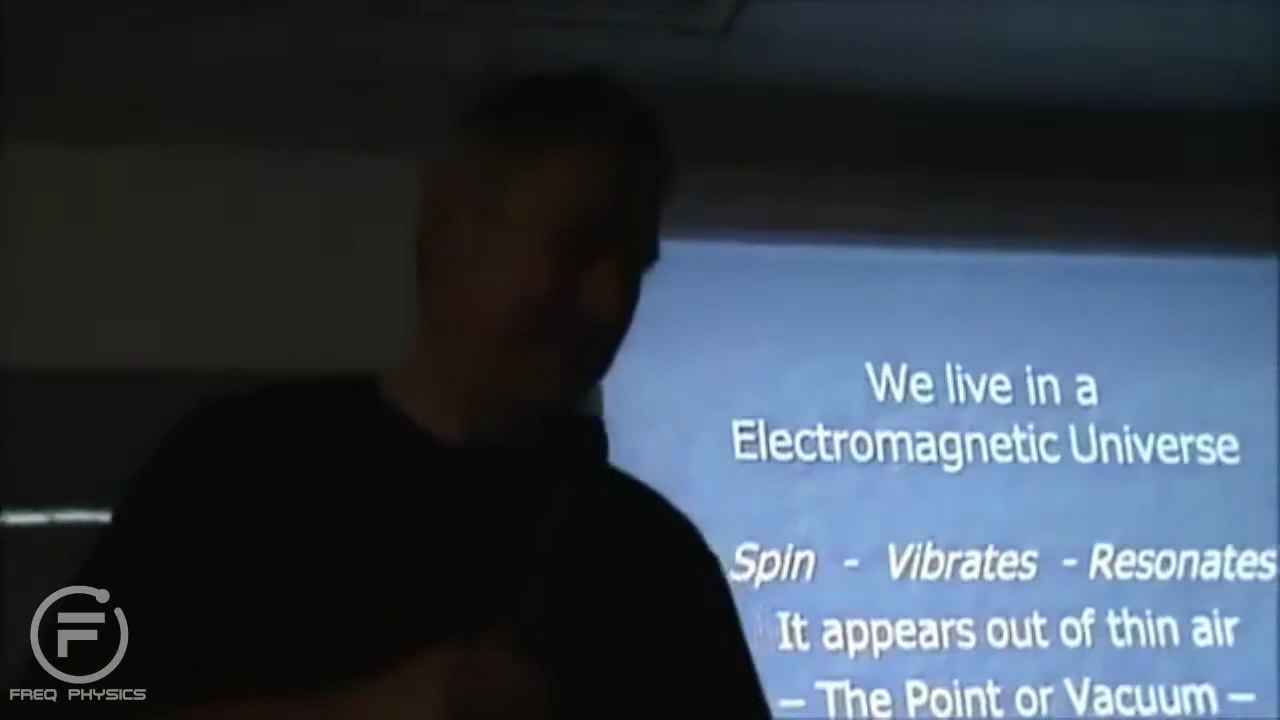 We live in a
Electromagnetic Universe
Spin - Vibrates - Resonates
It appears out of thin air
– The Point or Vacuum –
F
FREQ PHYSICS